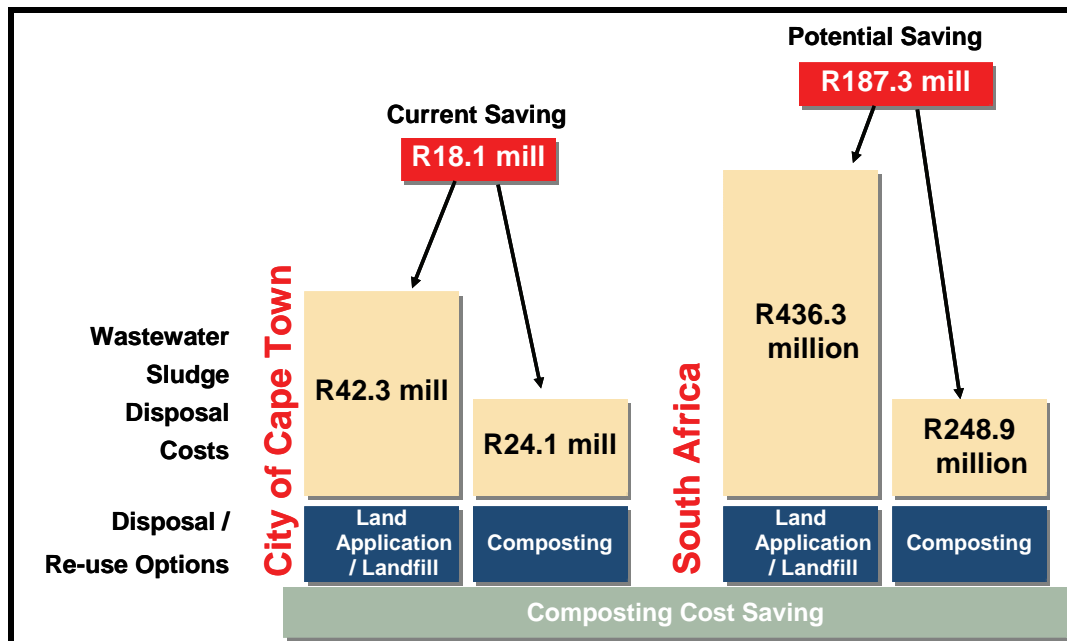 Potential Saving
R187.3 mill
Current Saving
R18.1 mill
City of Cape Town
South Africa
Wastewater
Sludge
Disposal
Costs
R42.3 mill
R24.1 mill
R436.3
million
R248.9
million
Disposal /
Re-use Options
Land
Application
/ Landfill
Composting
Land
Application
/ Landfill
Composting
Composting Cost Saving